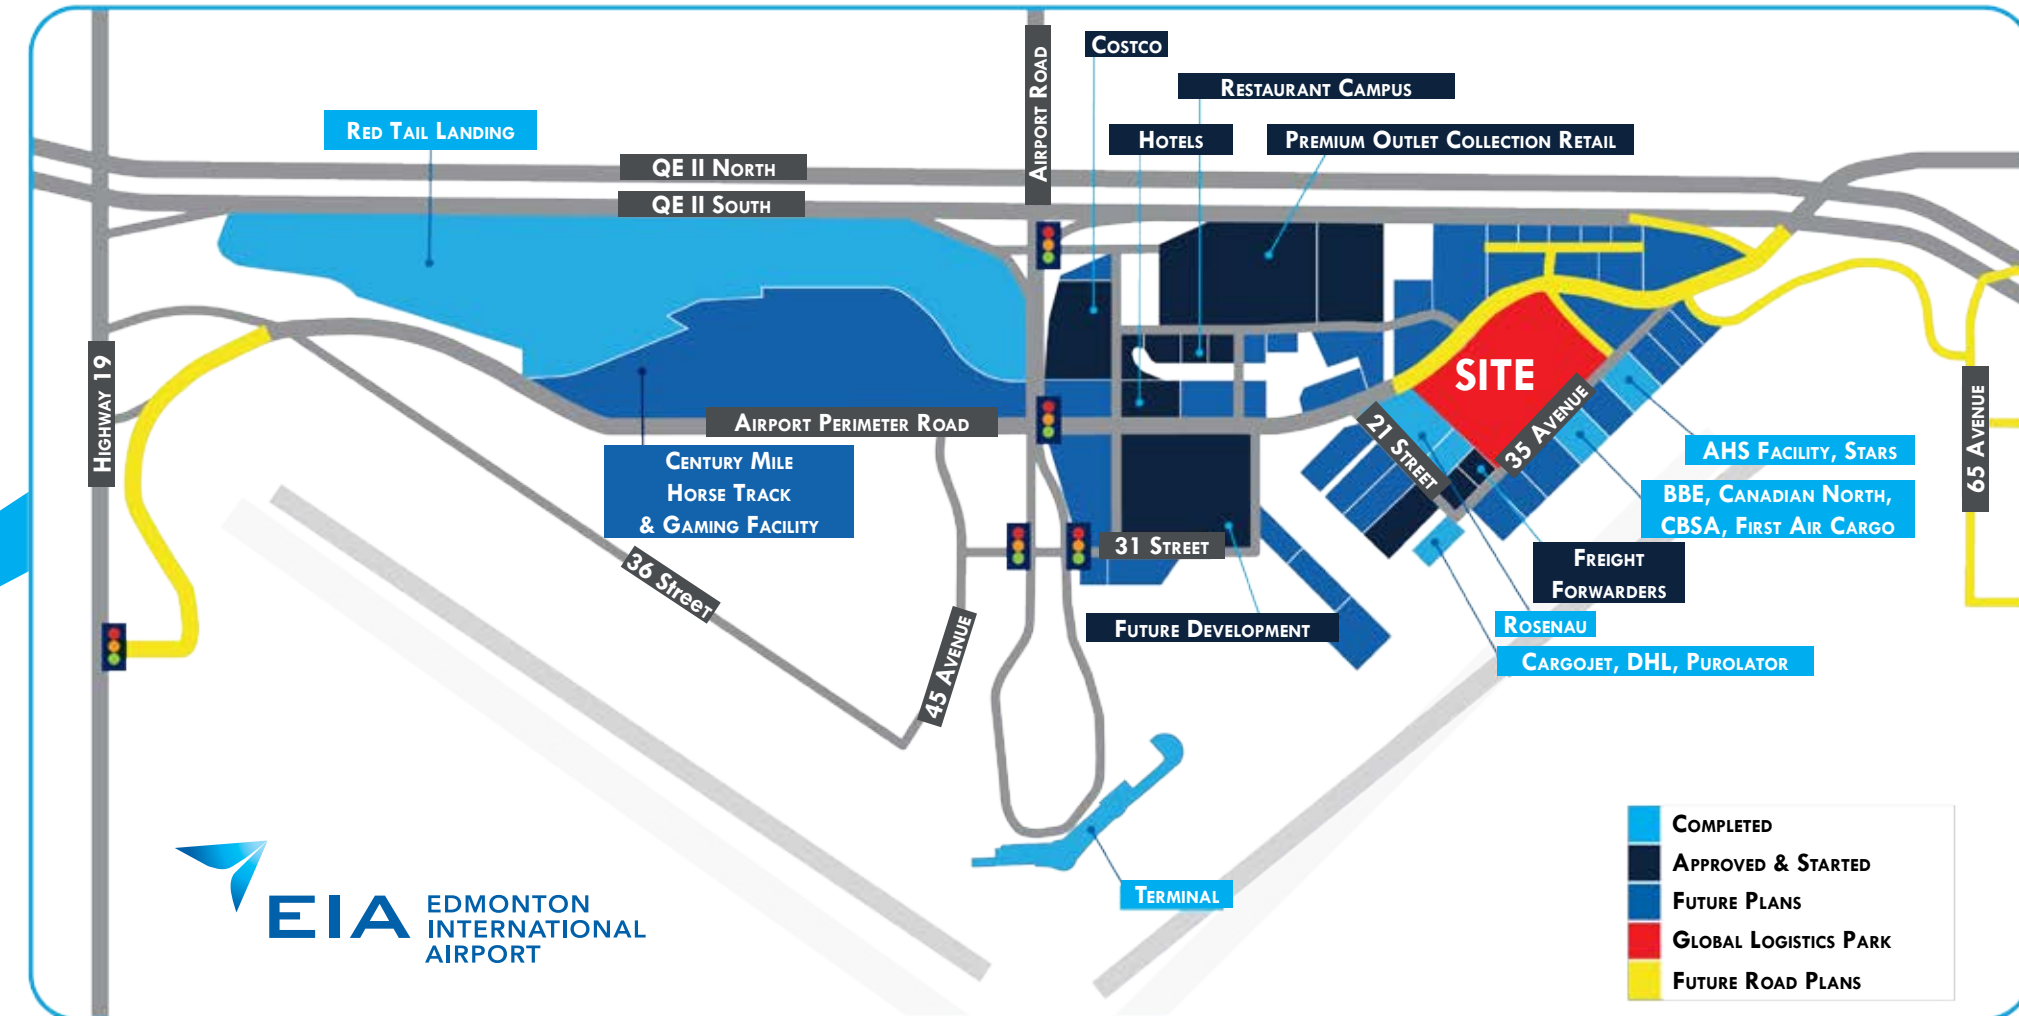 Costco
Airport Road
Restaurant Campus
Red Tail Landing
Hotels
Premium Outlet Collection Retail
QE II North
QE II South
Highway 19
SITE
65 Avenue
Airport Perimeter Road
21 Street
35 Avenue
AHS Facility, Stars
Century Mile
Horse Track
& Gaming Facility
BBE, Canadian North,
CBSA, First Air Cargo
31 Street
Freight
Forwarders
36 Street
45 Avenue
Future Development
Rosenau
Cargojet, DHL, Purolator
Terminal
EIA
EDMONTON
INTERNATIONAL
AIRPORT
Completed
Approved & Started
Future Plans
Global Logistics Park
Future Road Plans